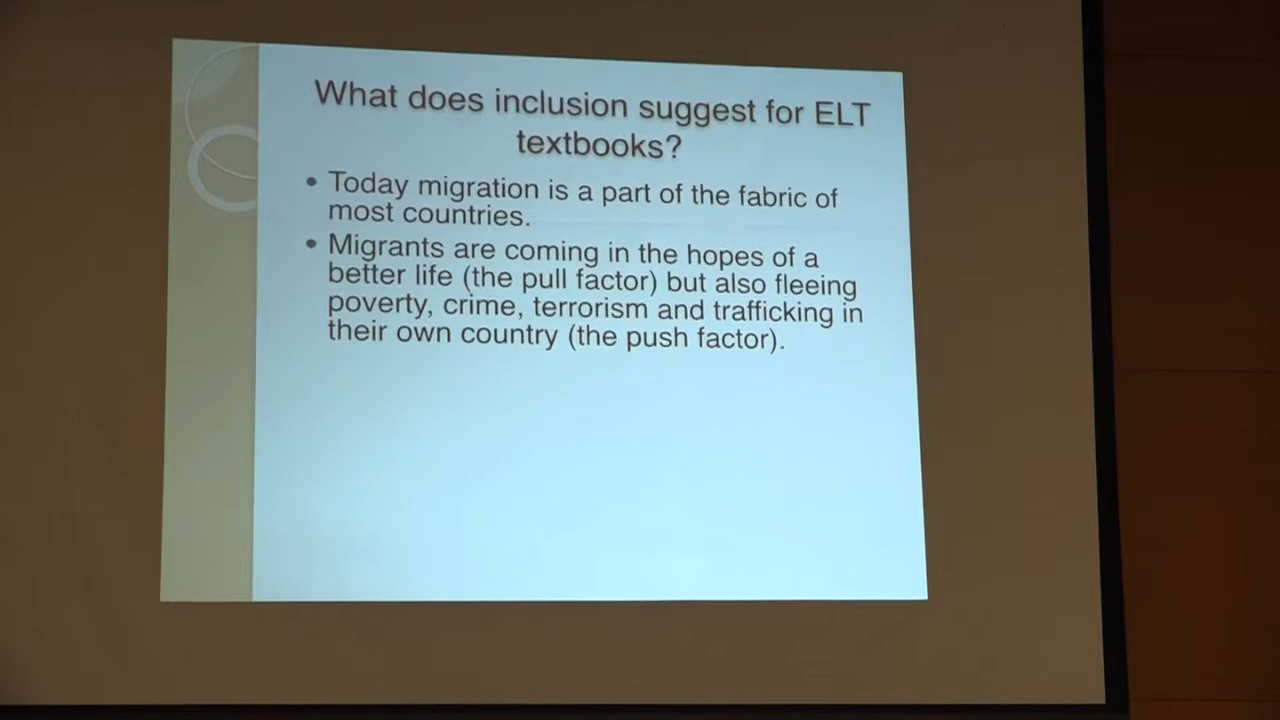 What does inclusion suggest for ELT
textbooks?
• Today migration is a part of the fabric of
most countries.
• Migrants are coming in the hopes of a
better life (the pull factor) but also fleeing
poverty, crime, terrorism and trafficking in
their own country (the push factor).